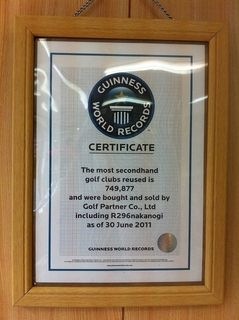 GUINNESS
WORLD RECORDS
CERTIFICATE
The most secondhand
golf clubs reused is
749,877
and were bought and sold by
Golf Partner Co., Ltd
including R296nakanogi
as of 30 June 2011
GUINNESS WORLD RECORDS